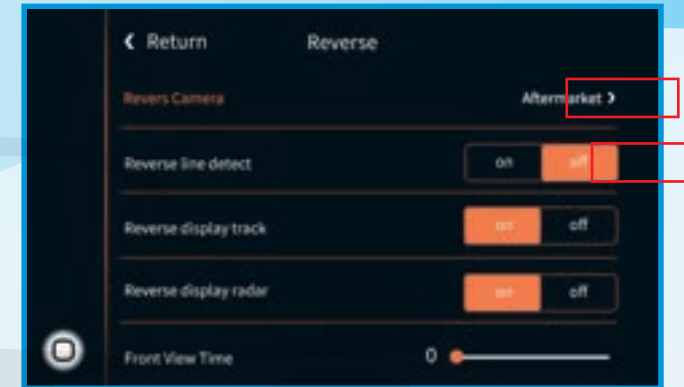 Return Reverse
Revers Camera Aftermarket
Reverse line detect on off
Reverse display track on off
Reverse display radar on off
Front View Time 0